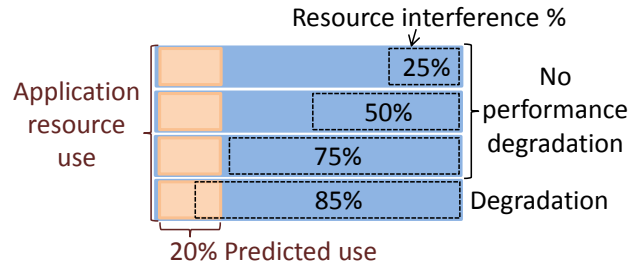 Resource interference %
Application
resource
use
25%
50%
75%
85%
No
performance
degradation
Degradation
20% Predicted use